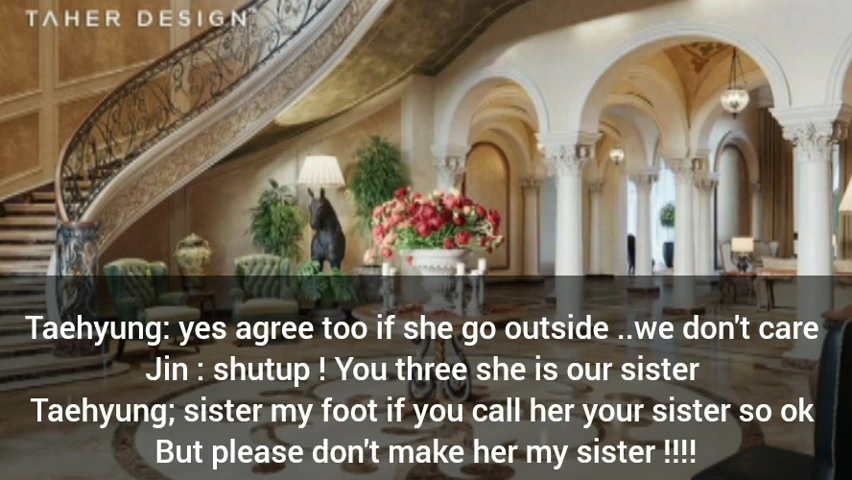 TAHER DESIGN
Taehyung: yes agree too if she go outside ..we don't care
Jin : shutup ! You three she is our sister
Taehyung; sister my foot if you call her your sister so ok
But please don't make her my sister !!!!